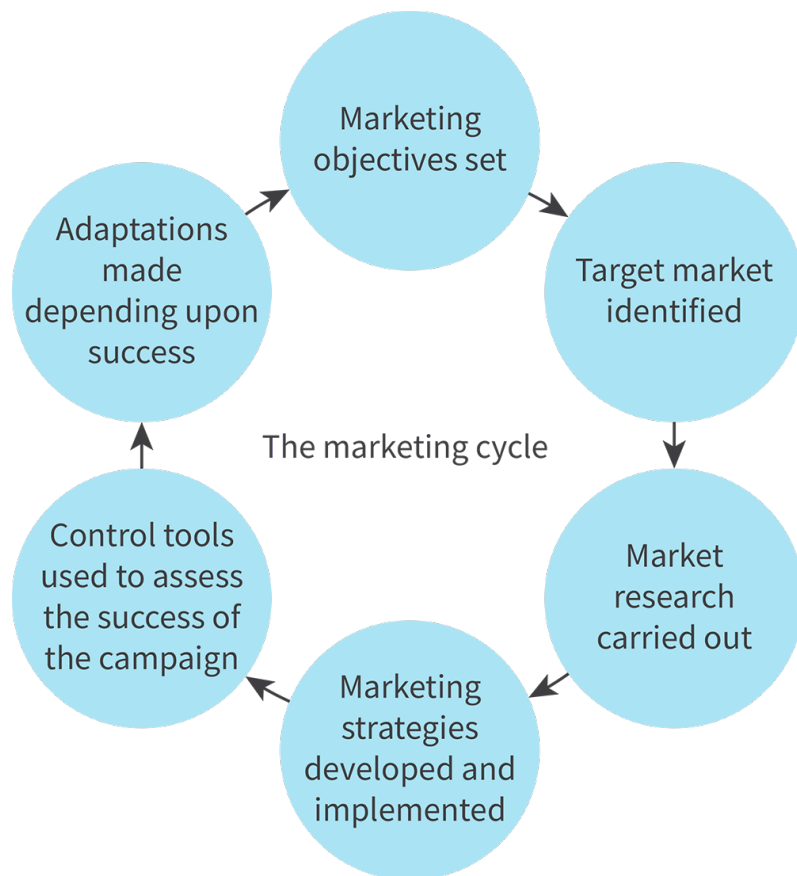 Marketing
objectives set
Target market
identified
Market
research
carried out
Marketing
strategies
developed and
implemented
Control tools
used to assess
the success of
the campaign
Adaptations
made
depending upon
success
The marketing cycle